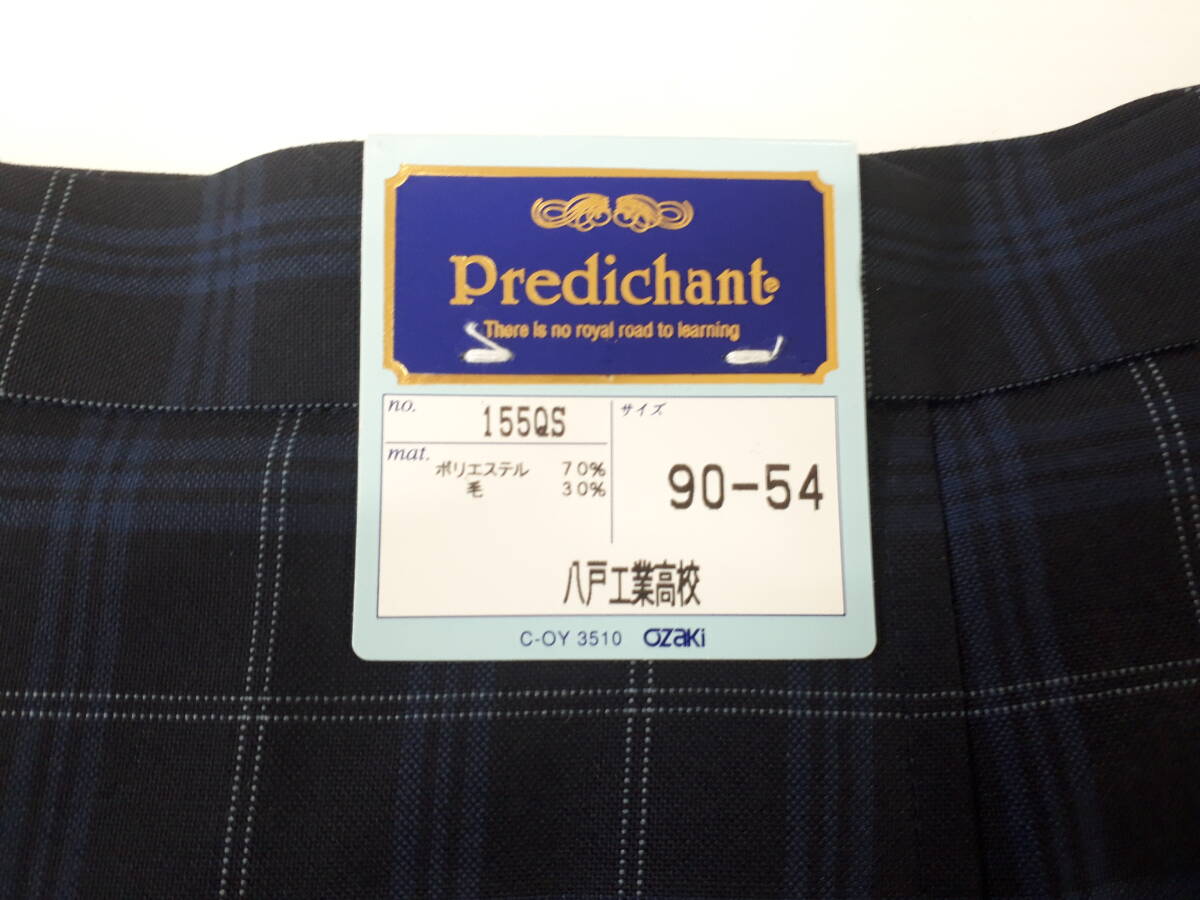 Predichant®
There is no royal road to learning
no. 155QS
mat.
ポリエステル 70%
毛 30%
サイズ
90-54
八戸工業高校
C-OY 3510 OZAKi